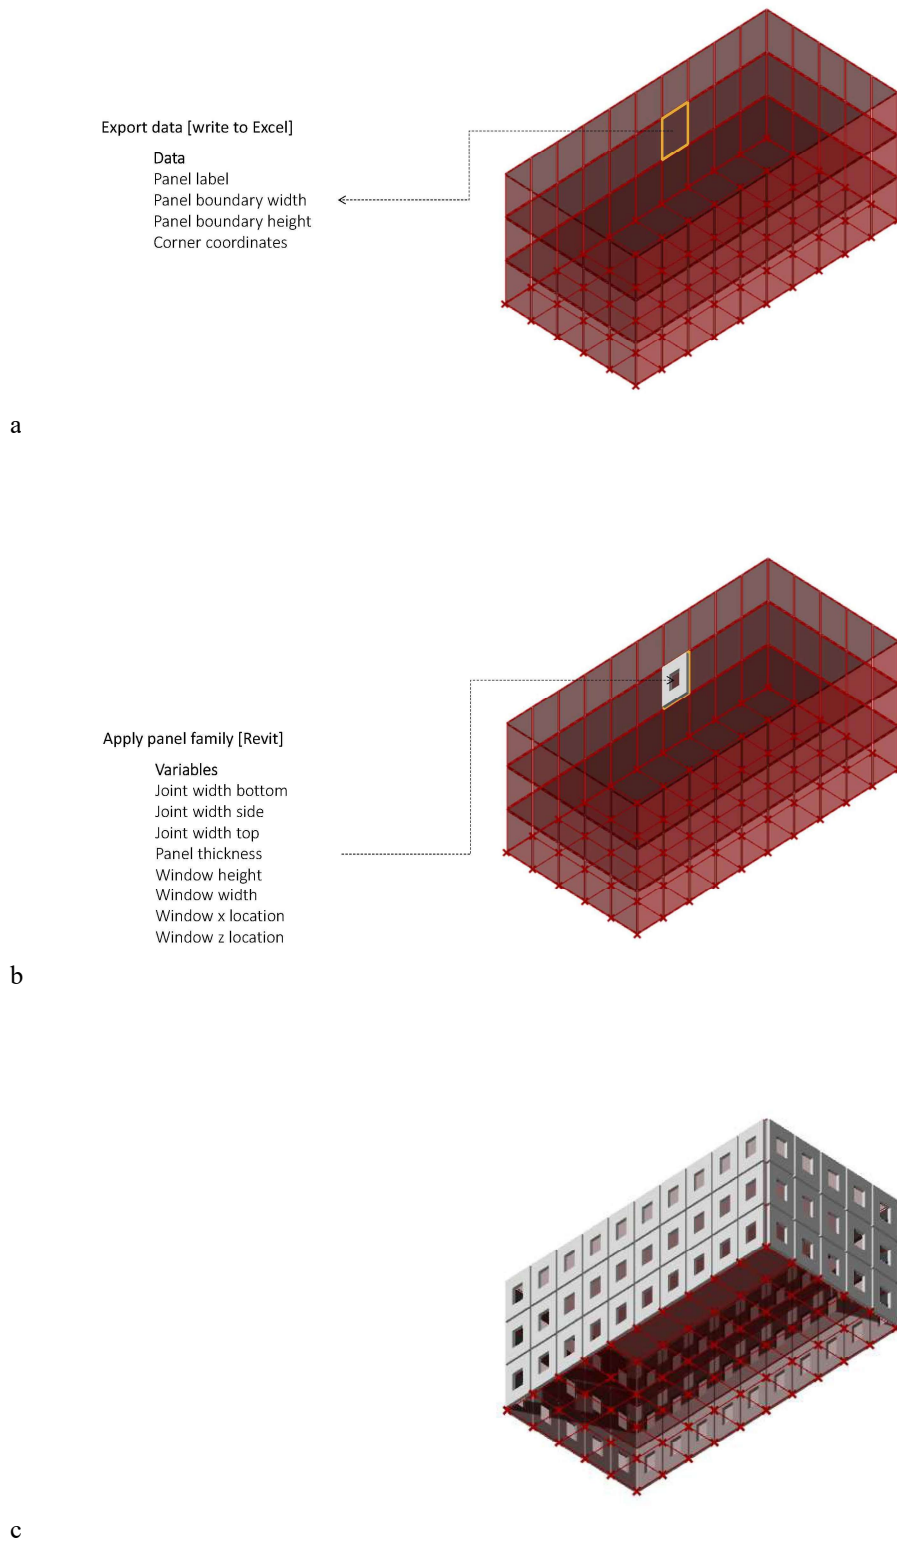 Export data [write to Excel]
Data
Panel label
Panel boundary width
Panel boundary height
Corner coordinates
a
Apply panel family [Revit]
Variables
Joint width bottom
Joint width side
Joint width top
Panel thickness
Window height
Window width
Window x location
Window z location
b
c